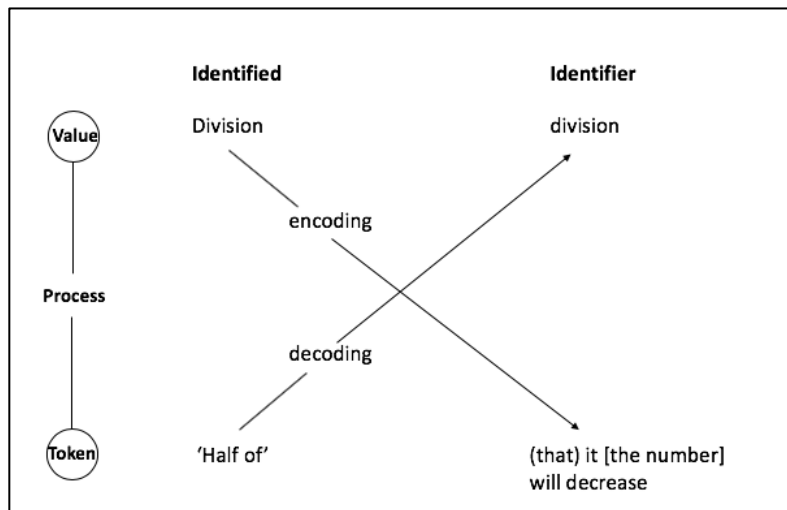 Identified Identifier
Value Division division
encoding
Process
decoding
Token 'Half of' (that) it [the number]
will decrease